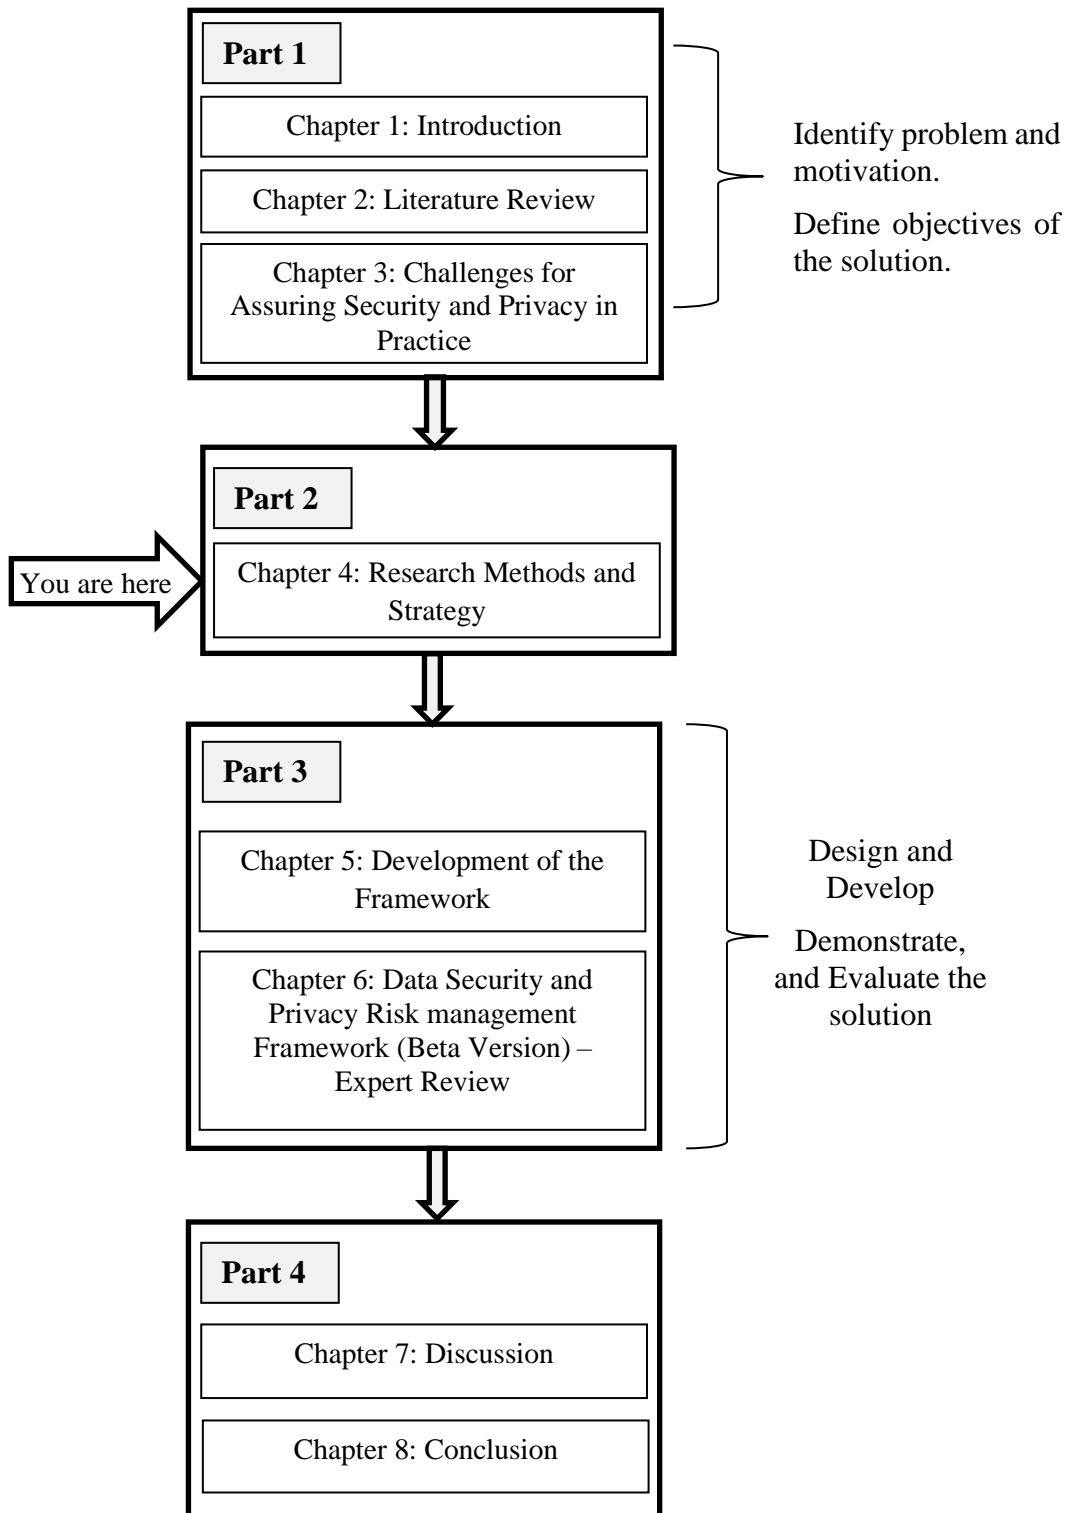 Part 1
Chapter 1: Introduction
Chapter 2: Literature Review
Chapter 3: Challenges for
Assuring Security and Privacy in
Practice
Identify problem and
motivation.
Define objectives of
the solution.
Part 2
You are here
Chapter 4: Research Methods and
Strategy
Part 3
Chapter 5: Development of the
Framework
Chapter 6: Data Security and
Privacy Risk management
Framework (Beta Version) –
Expert Review
Design and
Develop
Demonstrate,
and Evaluate the
solution
Part 4
Chapter 7: Discussion
Chapter 8: Conclusion